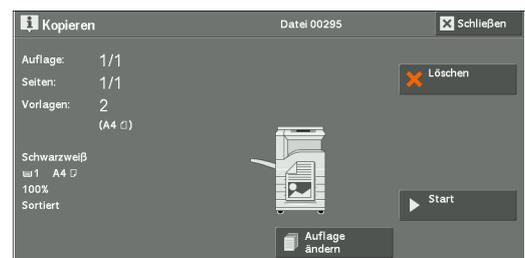 Kopieren Datei 00295 Schließen
Auflage: 1/1
Seiten: 1/1
Vorlagen: 2
(A4)
Löschen
Schwarzweiß
1 A4
100%
Sortiert
Start
Auflage
ändern